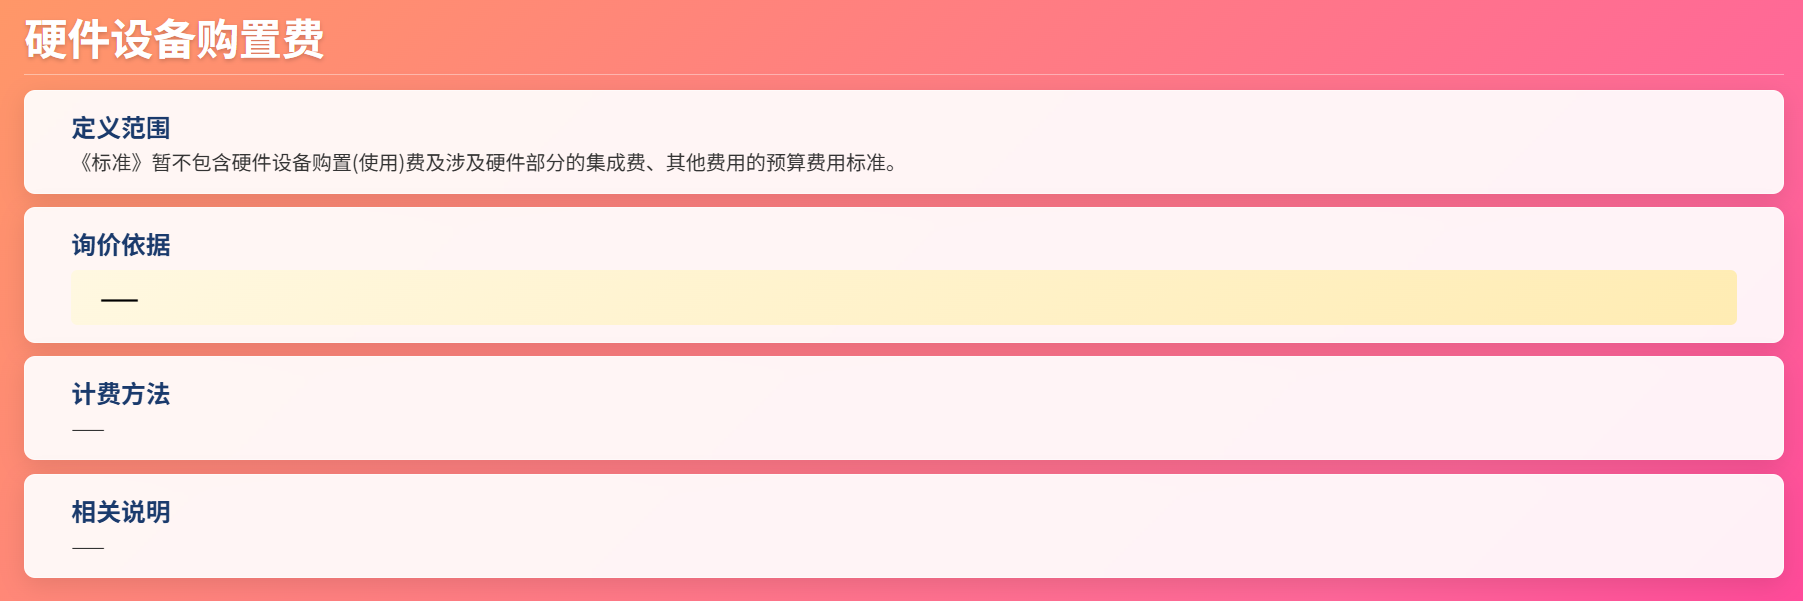 硬件设备购置费
定义范围
《标准》暂不包含硬件设备购置(使用)费及涉及硬件部分的集成费、其他费用的预算费用标准。
询价依据
——
计费方法
——
相关说明
——